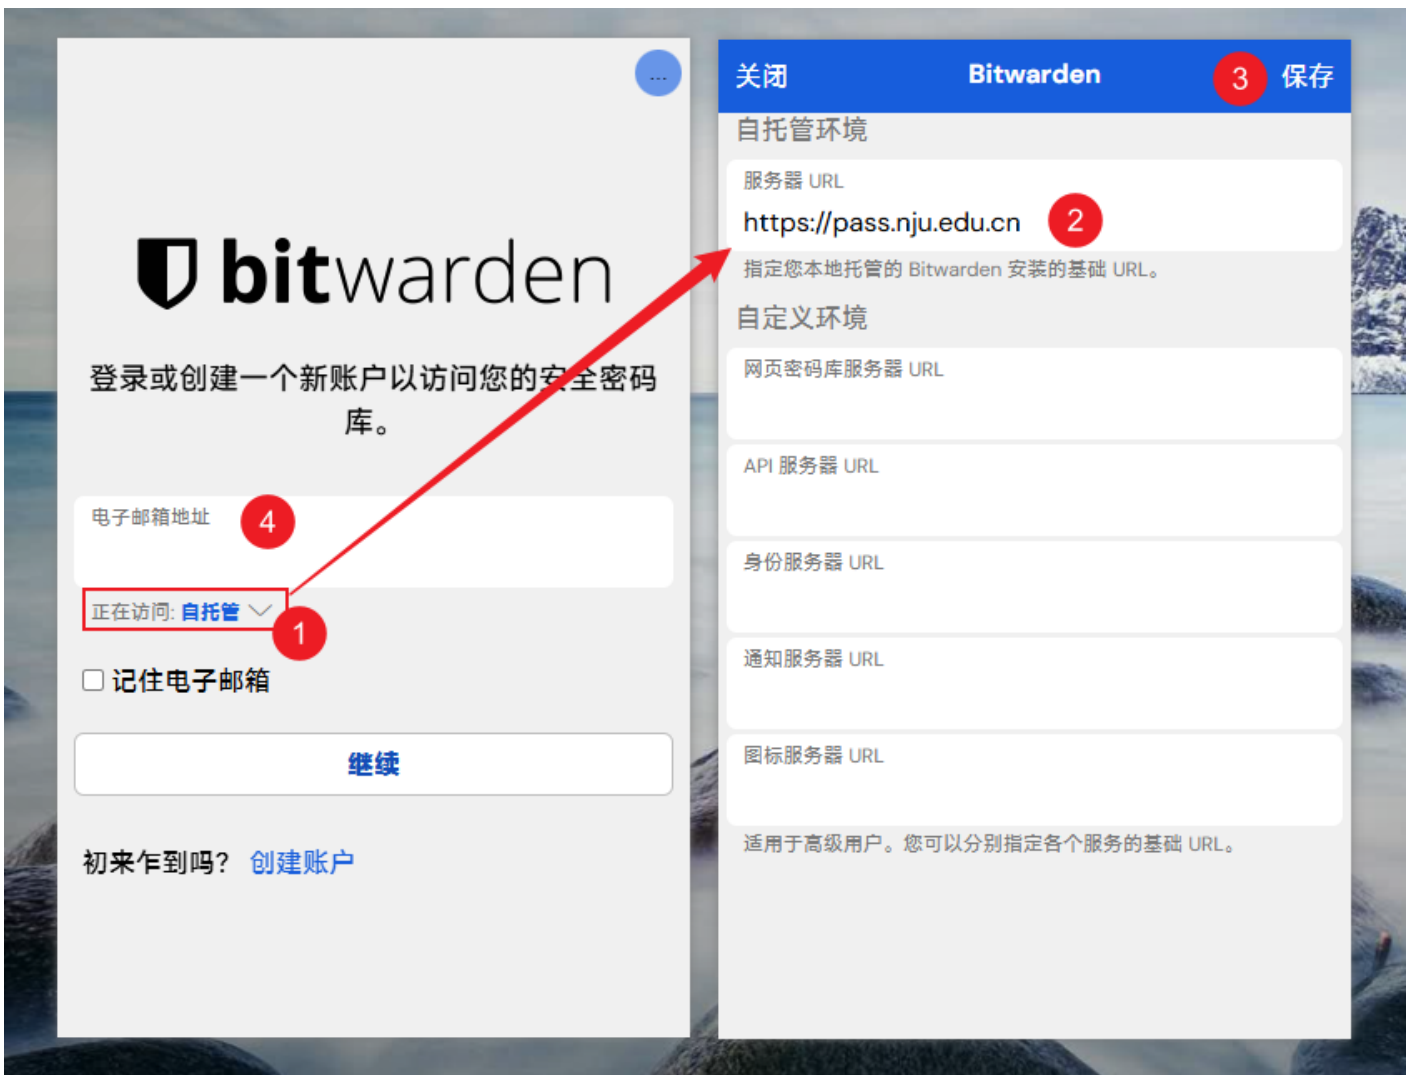 ...
bitwarden
登录或创建一个新账户以访问您的安全密码
库。
电子邮箱地址
4
正在访问: 自托管
1
记住电子邮箱
继续
初来乍到吗? 创建账户
关闭 Bitwarden 3 保存
自托管环境
服务器 URL
https://pass.nju.edu.cn 2
指定您本地托管的 Bitwarden 安装的基础 URL。
自定义环境
网页密码库服务器 URL
API 服务器 URL
身份服务器 URL
通知服务器 URL
图标服务器 URL
适用于高级用户。您可以分别指定各个服务的基础 URL。